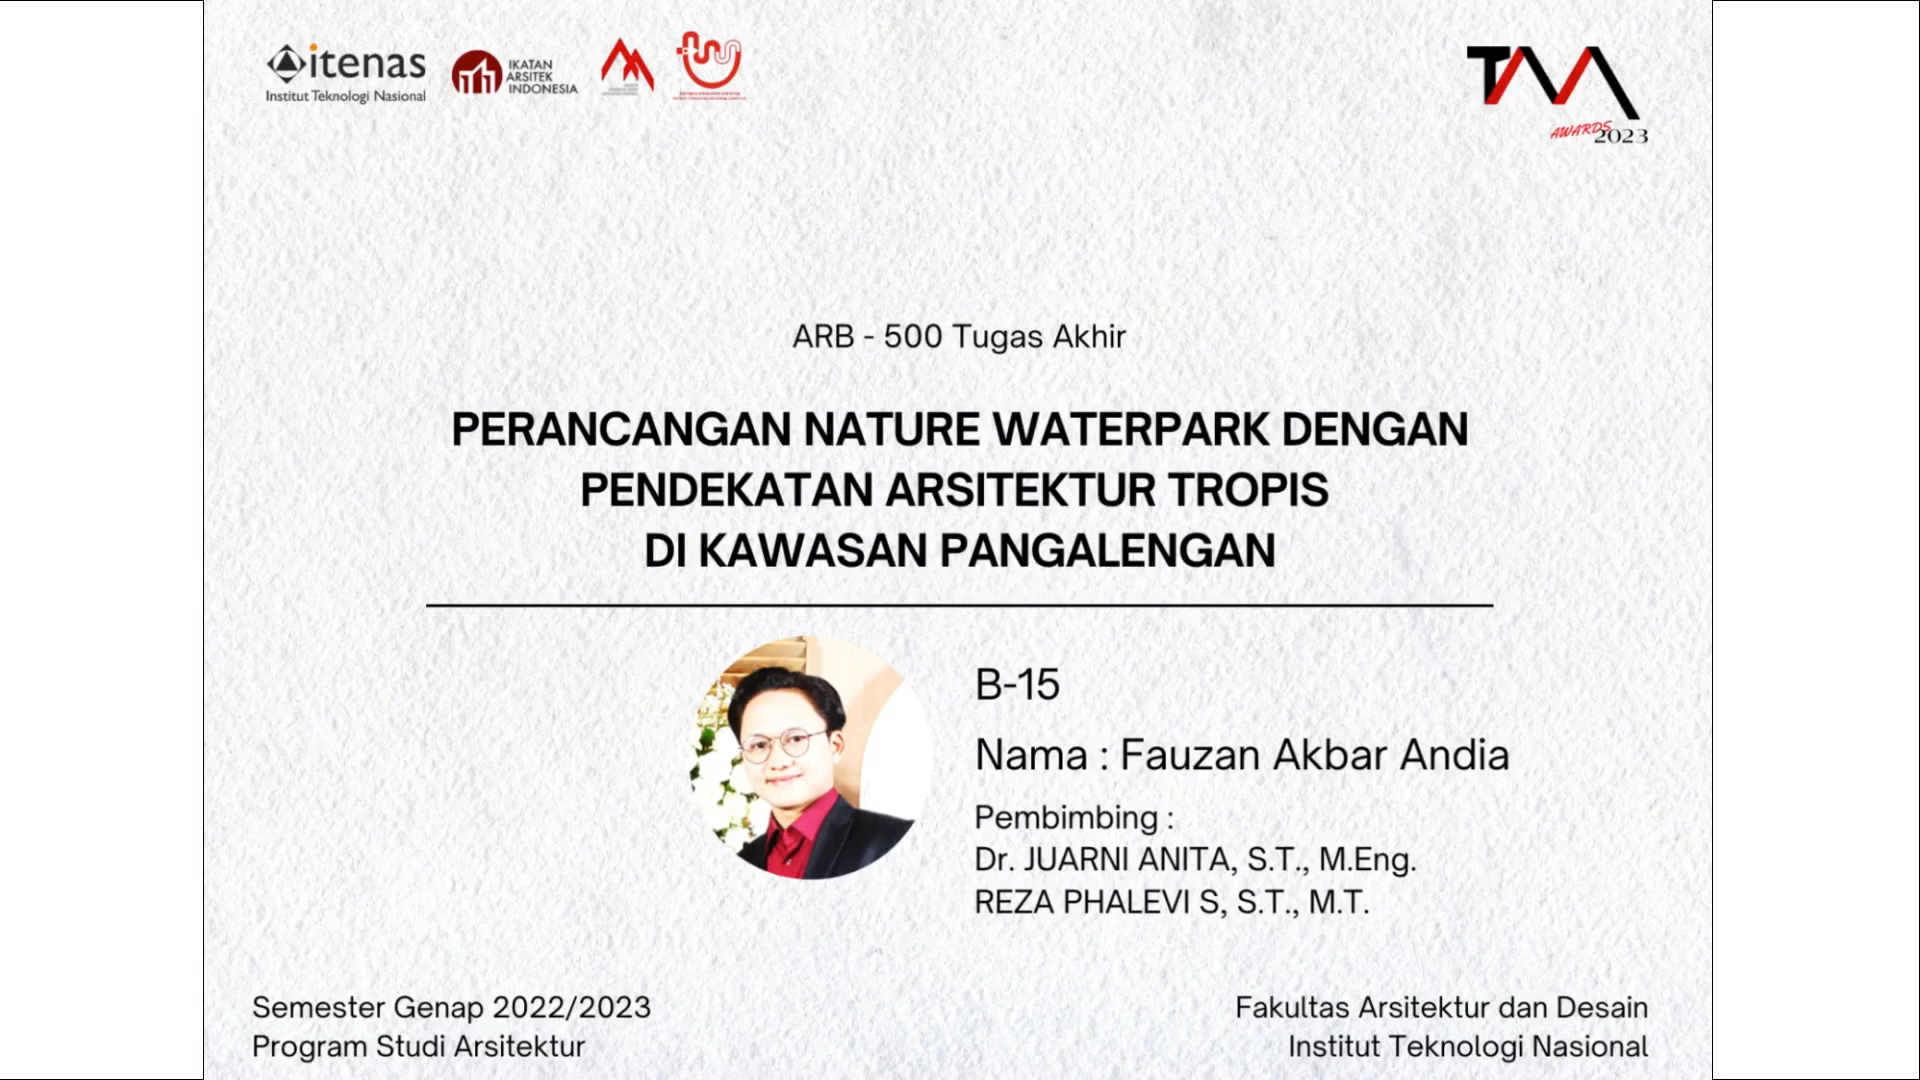 itenas
Institut Teknologi Nasional
IKATAN
ARSITEK
INDONESIA
TAA
AWARDS
2023
ARB - 500 Tugas Akhir
PERANCANGAN NATURE WATERPARK DENGAN
PENDEKATAN ARSITEKTUR TROPIS
DI KAWASAN PANGALENGAN
B-15
Nama : Fauzan Akbar Andia
Pembimbing :
Dr. JUARNI ANITA, S.T., M.Eng.
REZA PHALEVI S, S.T., M.T.
Semester Genap 2022/2023
Program Studi Arsitektur
Fakultas Arsitektur dan Desain
Institut Teknologi Nasional